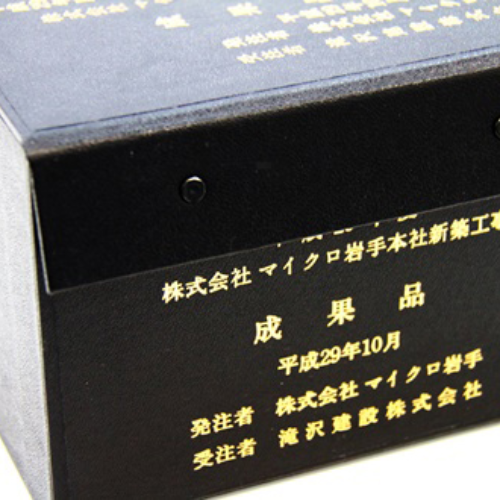 成果
株式会社 マイクロ岩手本社新築工事
成果品
平成29年10月
発注者 株式会社 マイクロ岩手
受注者 滝沢建設株式会社